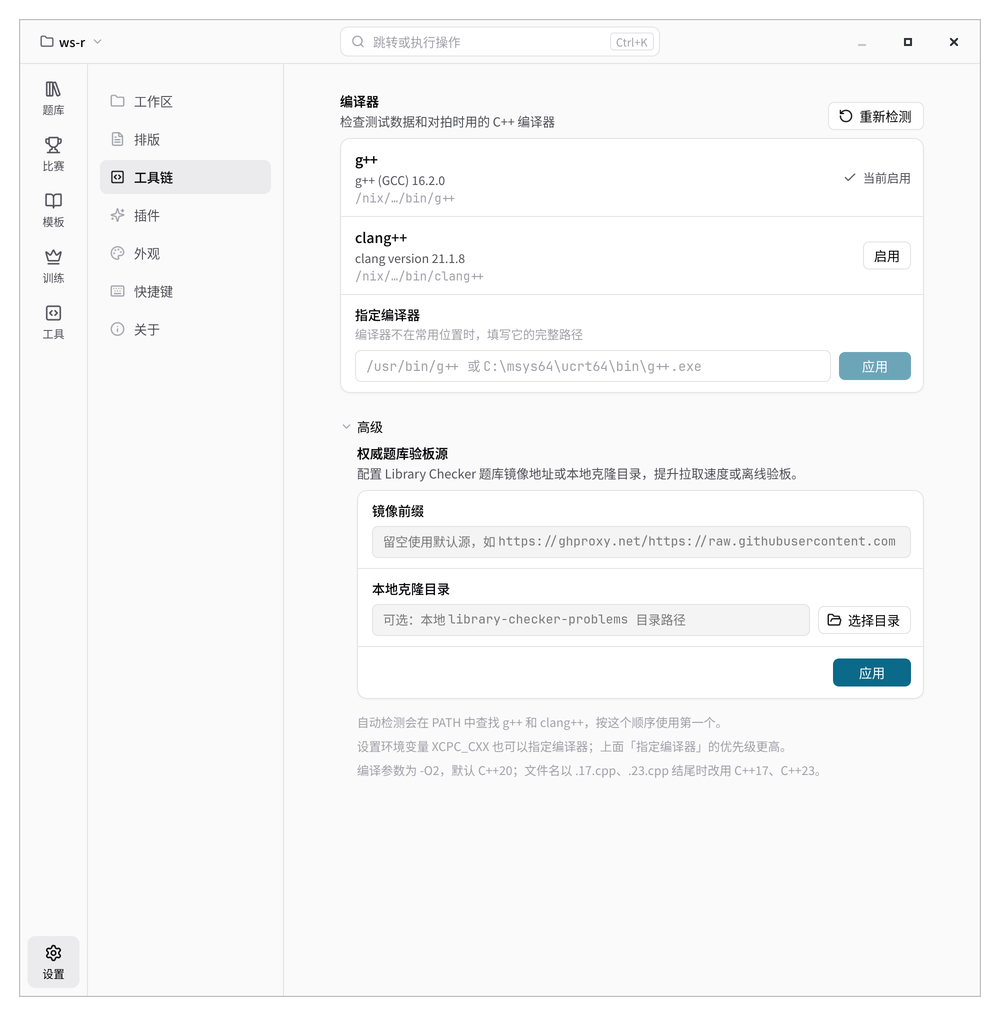 ws-r
跳转或执行操作
Ctrl+K
题库
比赛
模板
训练
工具
设置
工作区
排版
工具链
插件
外观
快捷键
关于
编译器
检查测试数据和对拍时用的 C++ 编译器
重新检测
g++
g++ (GCC) 16.2.0
/nix/…/bin/g++
当前启用
clang++
clang version 21.1.8
/nix/…/bin/clang++
启用
指定编译器
编译器不在常用位置时，填写它的完整路径
/usr/bin/g++ 或 C:\msys64\ucrt64\bin\g++.exe
应用
高级
权威题库验板源
配置 Library Checker 题库镜像地址或本地克隆目录，提升拉取速度或离线验板。
镜像前缀
留空使用默认源，如 https://ghproxy.net/https://raw.githubusercontent.com
本地克隆目录
可选：本地 library-checker-problems 目录路径
选择目录
应用
自动检测会在 PATH 中查找 g++ 和 clang++，按这个顺序使用第一个。
设置环境变量 XCPC_CXX 也可以指定编译器；上面「指定编译器」的优先级更高。
编译参数为 -O2，默认 C++20；文件名以 .17.cpp、.23.cpp 结尾时改用 C++17、C++23。